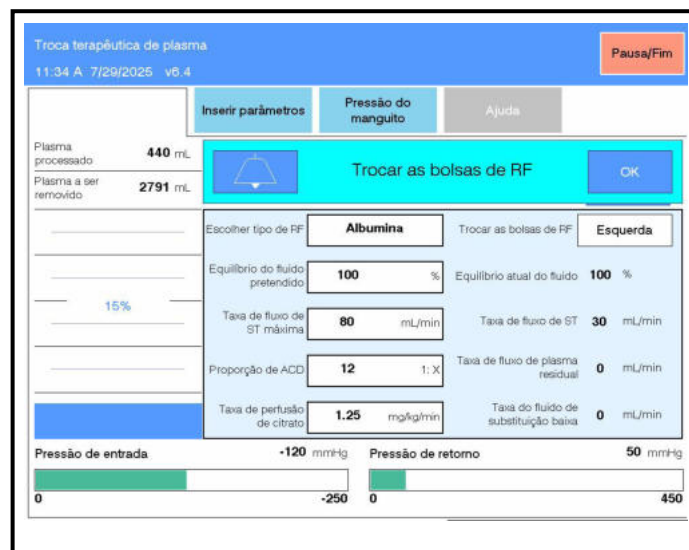 Troca terapêutica de plasma
11:34 A 7/29/2025 v6.4
Pausa/Fim
Inserir parâmetros
Pressão do
manguito
Ajuda
Plasma
processado 440 mL
Plasma a ser
removido 2791 mL
Trocar as bolsas de RF
OK
Escolher tipo de RF Albumina
Trocar as bolsas de RF Esquerda
Equilíbrio do fluido
pretendido 100 %
Equilíbrio atual do fluido 100 %
15%
Taxa de fluxo de
ST máxima 80 mL/min
Taxa de fluxo de ST 30 mL/min
Proporção de ACD 12 1: X
Taxa de fluxo de plasma
residual 0 mL/min
Taxa de perfusão
de citrato 1.25 mg/kg/min
Taxa do fluido de
substituição baixa 0 mL/min
Pressão de entrada -120 mmHg
Pressão de retorno 50 mmHg
0 -250
0 450